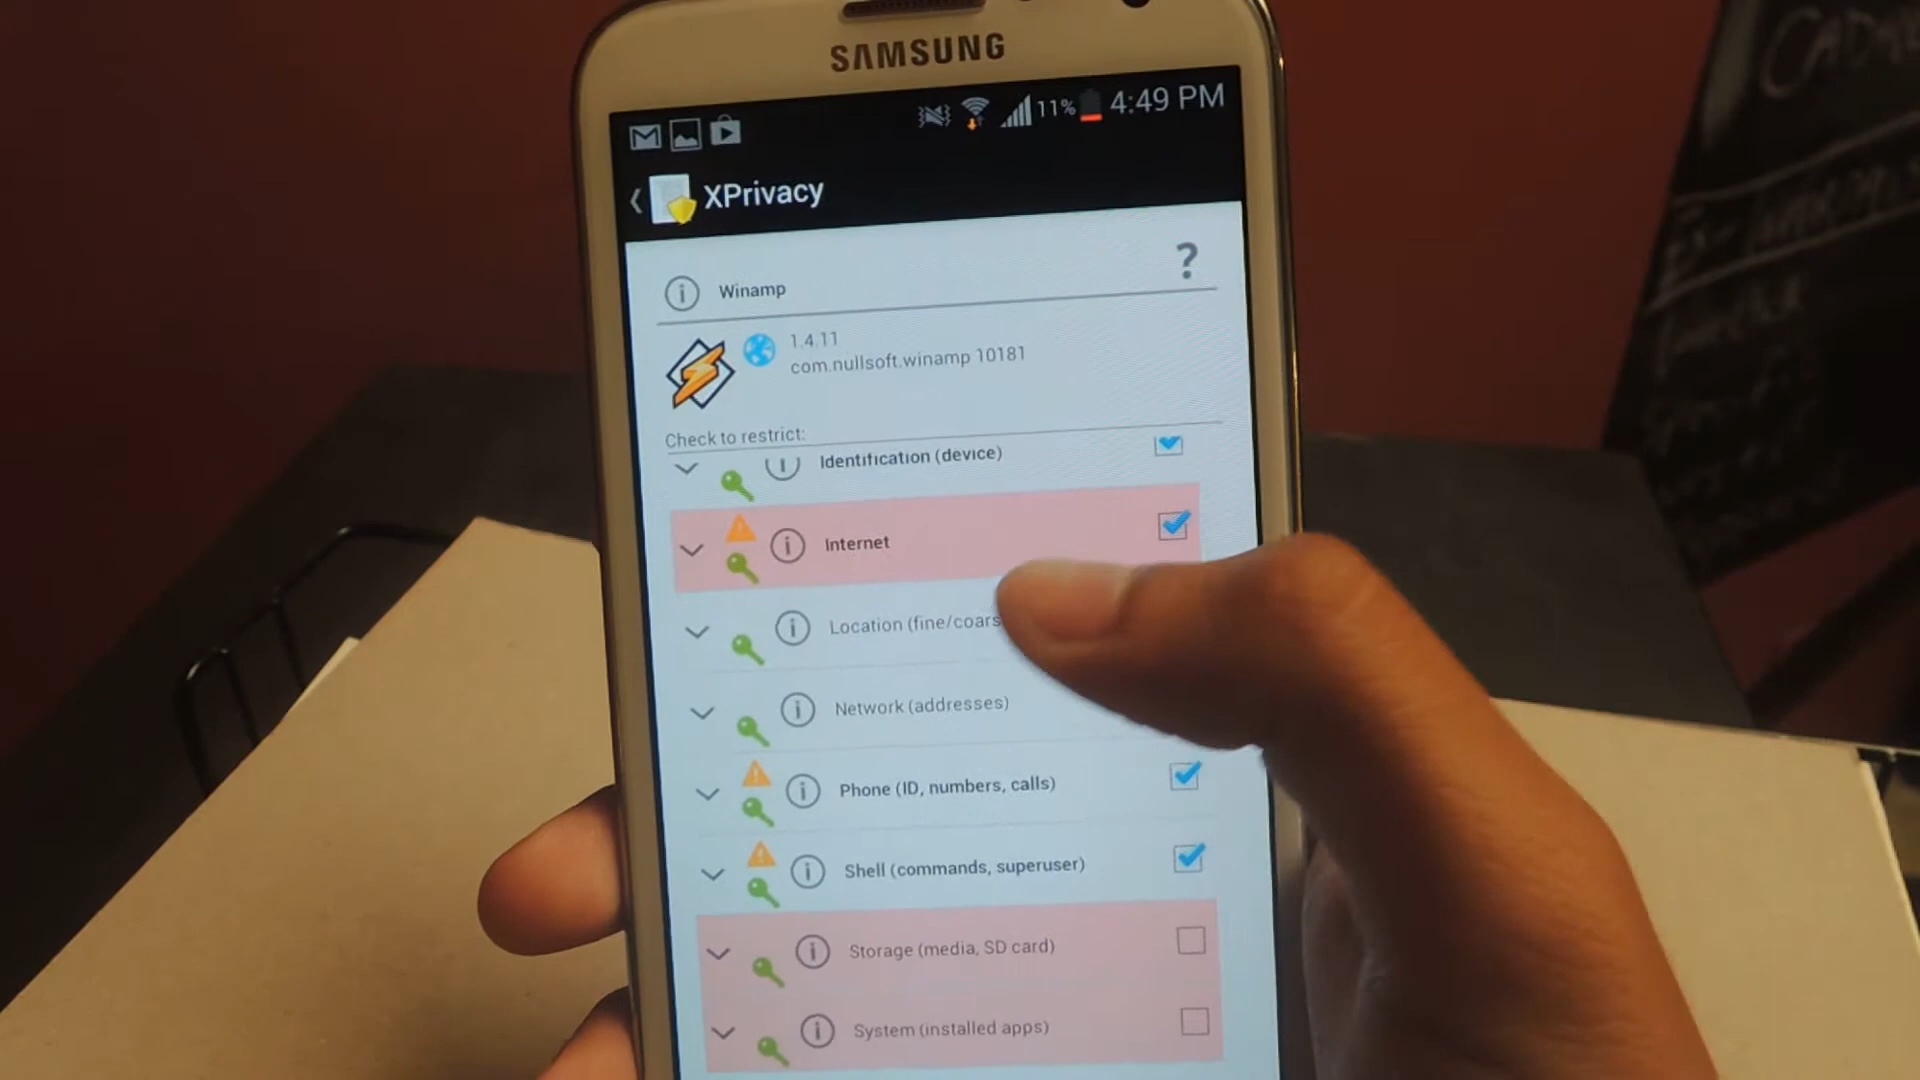 SAMSUNG
11% 4:49 PM
XPrivacy
Winamp
?
1.4.11
com.nullsoft.winamp 10181
Check to restrict:
Identification (device)
Internet
Location (fine/coars
Network (addresses)
Phone (ID, numbers, calls)
Shell (commands, superuser)
Storage (media, SD card)
System (installed apps)